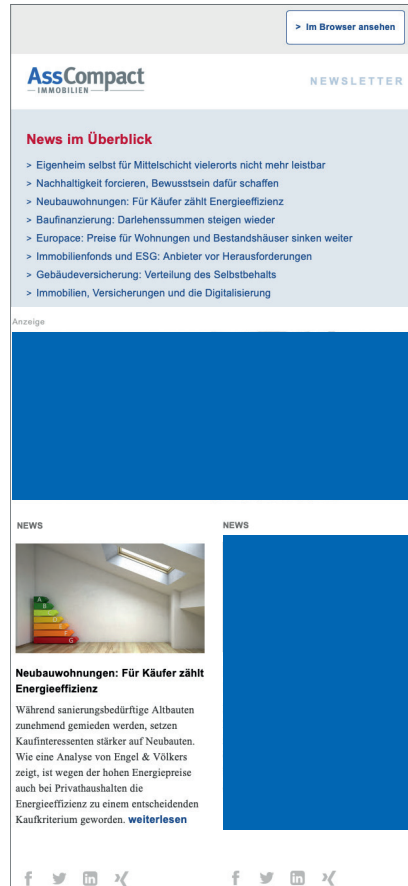 > Im Browser ansehen
AssCompact
IMMOBILIEN
NEWSLETTER
News im Überblick
> Eigenheim selbst für Mittelschicht vielerorts nicht mehr leistbar
> Nachhaltigkeit forcieren, Bewusstsein dafür schaffen
> Neubauwohnungen: Für Käufer zählt Energieeffizienz
> Baufinanzierung: Darlehenssummen steigen wieder
> Europace: Preise für Wohnungen und Bestandshäuser sinken weiter
> Immobilienfonds und ESG: Anbieter vor Herausforderungen
> Gebäudeversicherung: Verteilung des Selbstbehalts
> Immobilien, Versicherungen und die Digitalisierung
Anzeige
NEWS
A
B
C
D
E
F
G
Neubauwohnungen: Für Käufer zählt
Energieeffizienz
Während sanierungsbedürftige Altbauten
zunehmend gemieden werden, setzen
Kaufinteressenten stärker auf Neubauten.
Wie eine Analyse von Engel & Völkers
zeigt, ist wegen der hohen Energiepreise
auch bei Privathaushalten die
Energieeffizienz zu einem entscheidenden
Kaufkriterium geworden. weiterlesen
NEWS